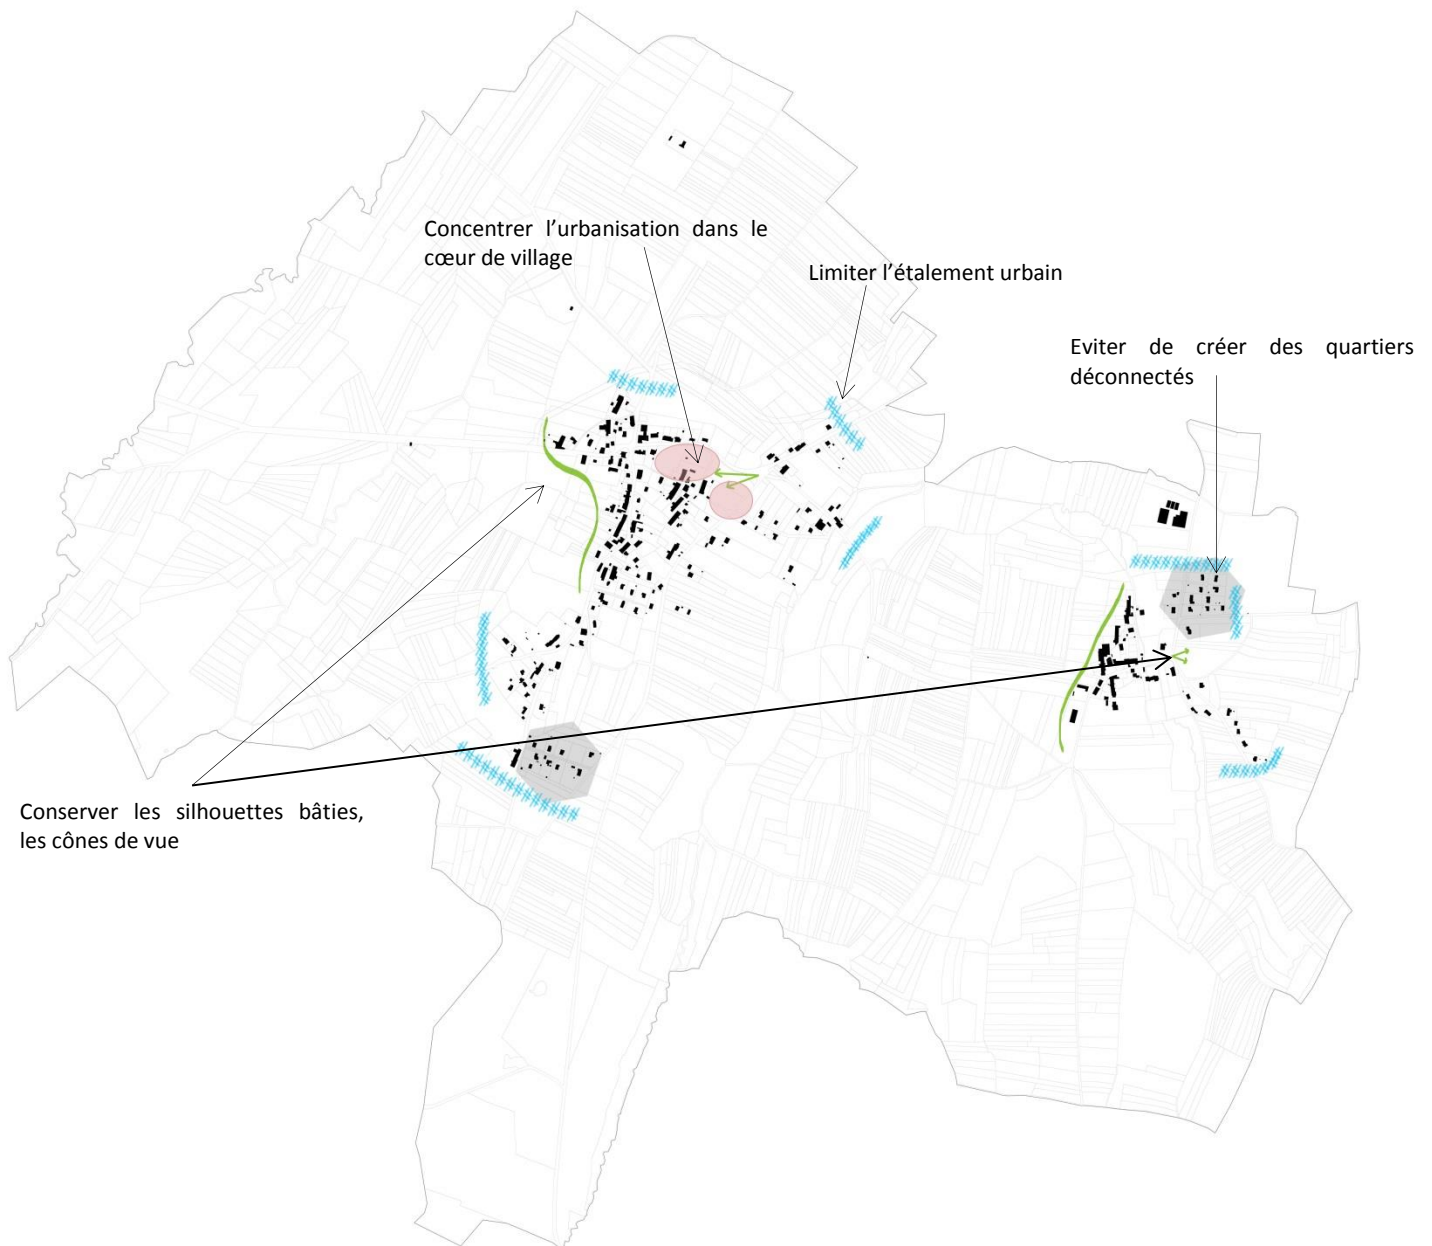 Concentrer l’urbanisation dans le
cœur de village
Limiter l’étalement urbain
Eviter de créer des quartiers
déconnectés
Conserver les silhouettes bâties,
les cônes de vue